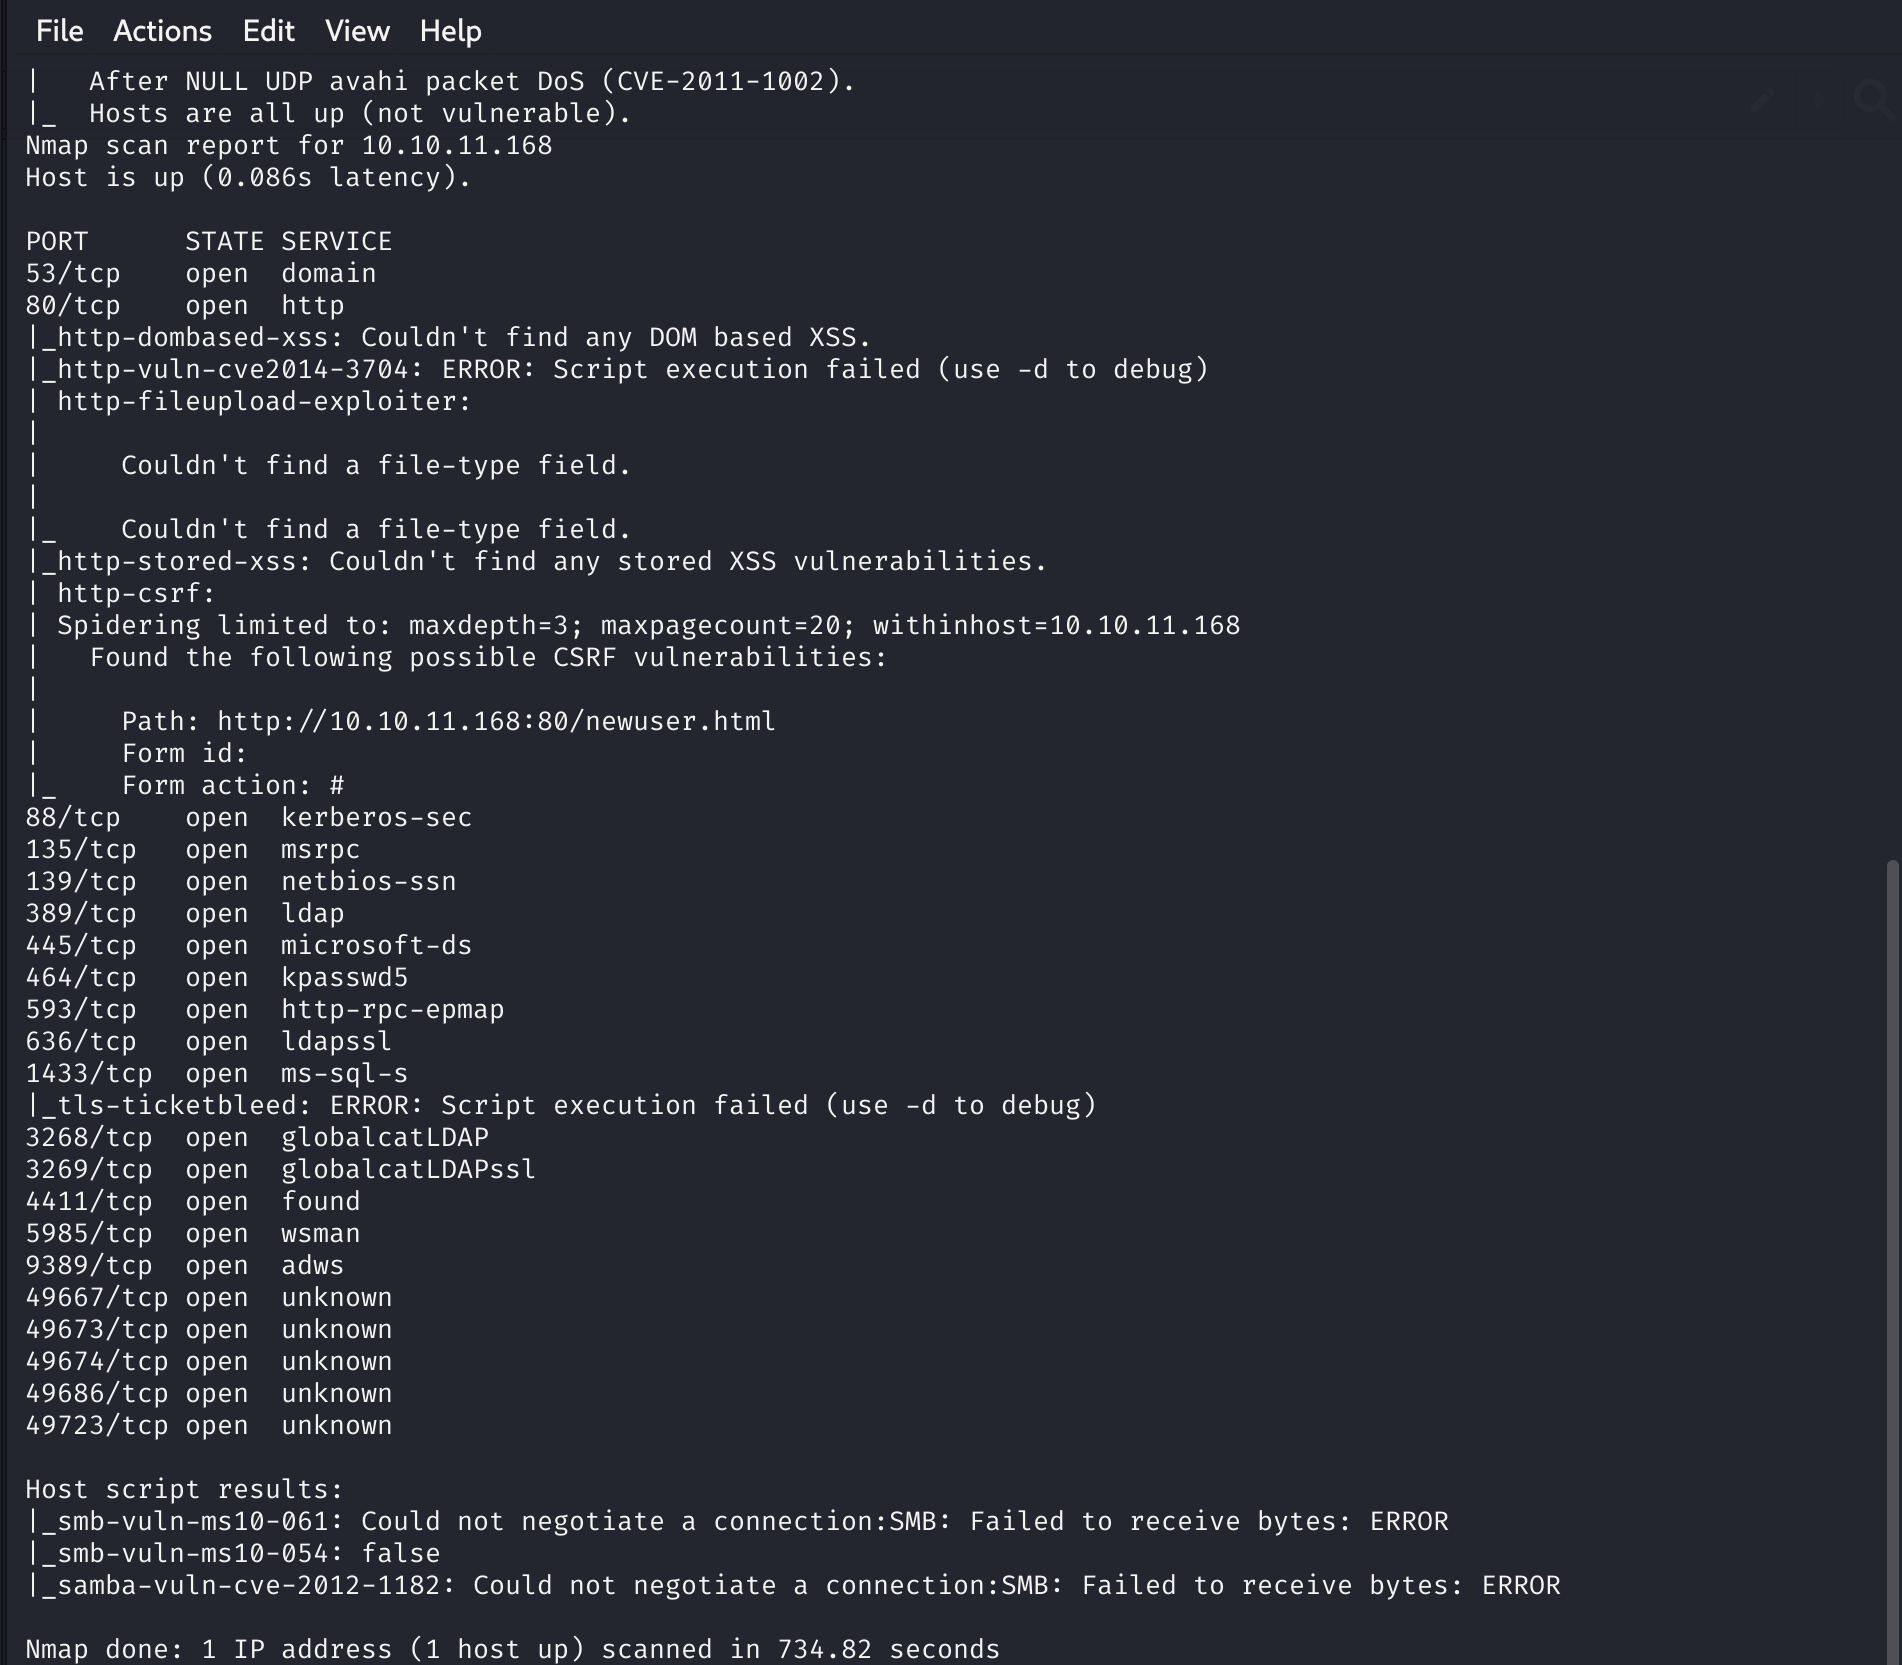 File Actions Edit View Help
|   After NULL UDP avahi packet DoS (CVE-2011-1002).
|_  Hosts are all up (not vulnerable).
Nmap scan report for 10.10.11.168
Host is up (0.086s latency).

PORT      STATE SERVICE
53/tcp    open  domain
80/tcp    open  http
|_http-dombased-xss: Couldn't find any DOM based XSS.
|_http-vuln-cve2014-3704: ERROR: Script execution failed (use -d to debug)
| http-fileupload-exploiter:
|
|     Couldn't find a file-type field.
|
|_    Couldn't find a file-type field.
|_http-stored-xss: Couldn't find any stored XSS vulnerabilities.
| http-csrf:
| Spidering limited to: maxdepth=3; maxpagecount=20; withinhost=10.10.11.168
|   Found the following possible CSRF vulnerabilities:
|
|     Path: http://10.10.11.168:80/newuser.html
|     Form id:
|_    Form action: #
88/tcp    open  kerberos-sec
135/tcp   open  msrpc
139/tcp   open  netbios-ssn
389/tcp   open  ldap
445/tcp   open  microsoft-ds
464/tcp   open  kpasswd5
593/tcp   open  http-rpc-epmap
636/tcp   open  ldapssl
1433/tcp  open  ms-sql-s
|_tls-ticketbleed: ERROR: Script execution failed (use -d to debug)
3268/tcp  open  globalcatLDAP
3269/tcp  open  globalcatLDAPssl
4411/tcp  open  found
5985/tcp  open  wsman
9389/tcp  open  adws
49667/tcp open  unknown
49673/tcp open  unknown
49674/tcp open  unknown
49686/tcp open  unknown
49723/tcp open  unknown

Host script results:
|_smb-vuln-ms10-061: Could not negotiate a connection:SMB: Failed to receive bytes: ERROR
|_smb-vuln-ms10-054: false
|_samba-vuln-cve-2012-1182: Could not negotiate a connection:SMB: Failed to receive bytes: ERROR

Nmap done: 1 IP address (1 host up) scanned in 734.82 seconds